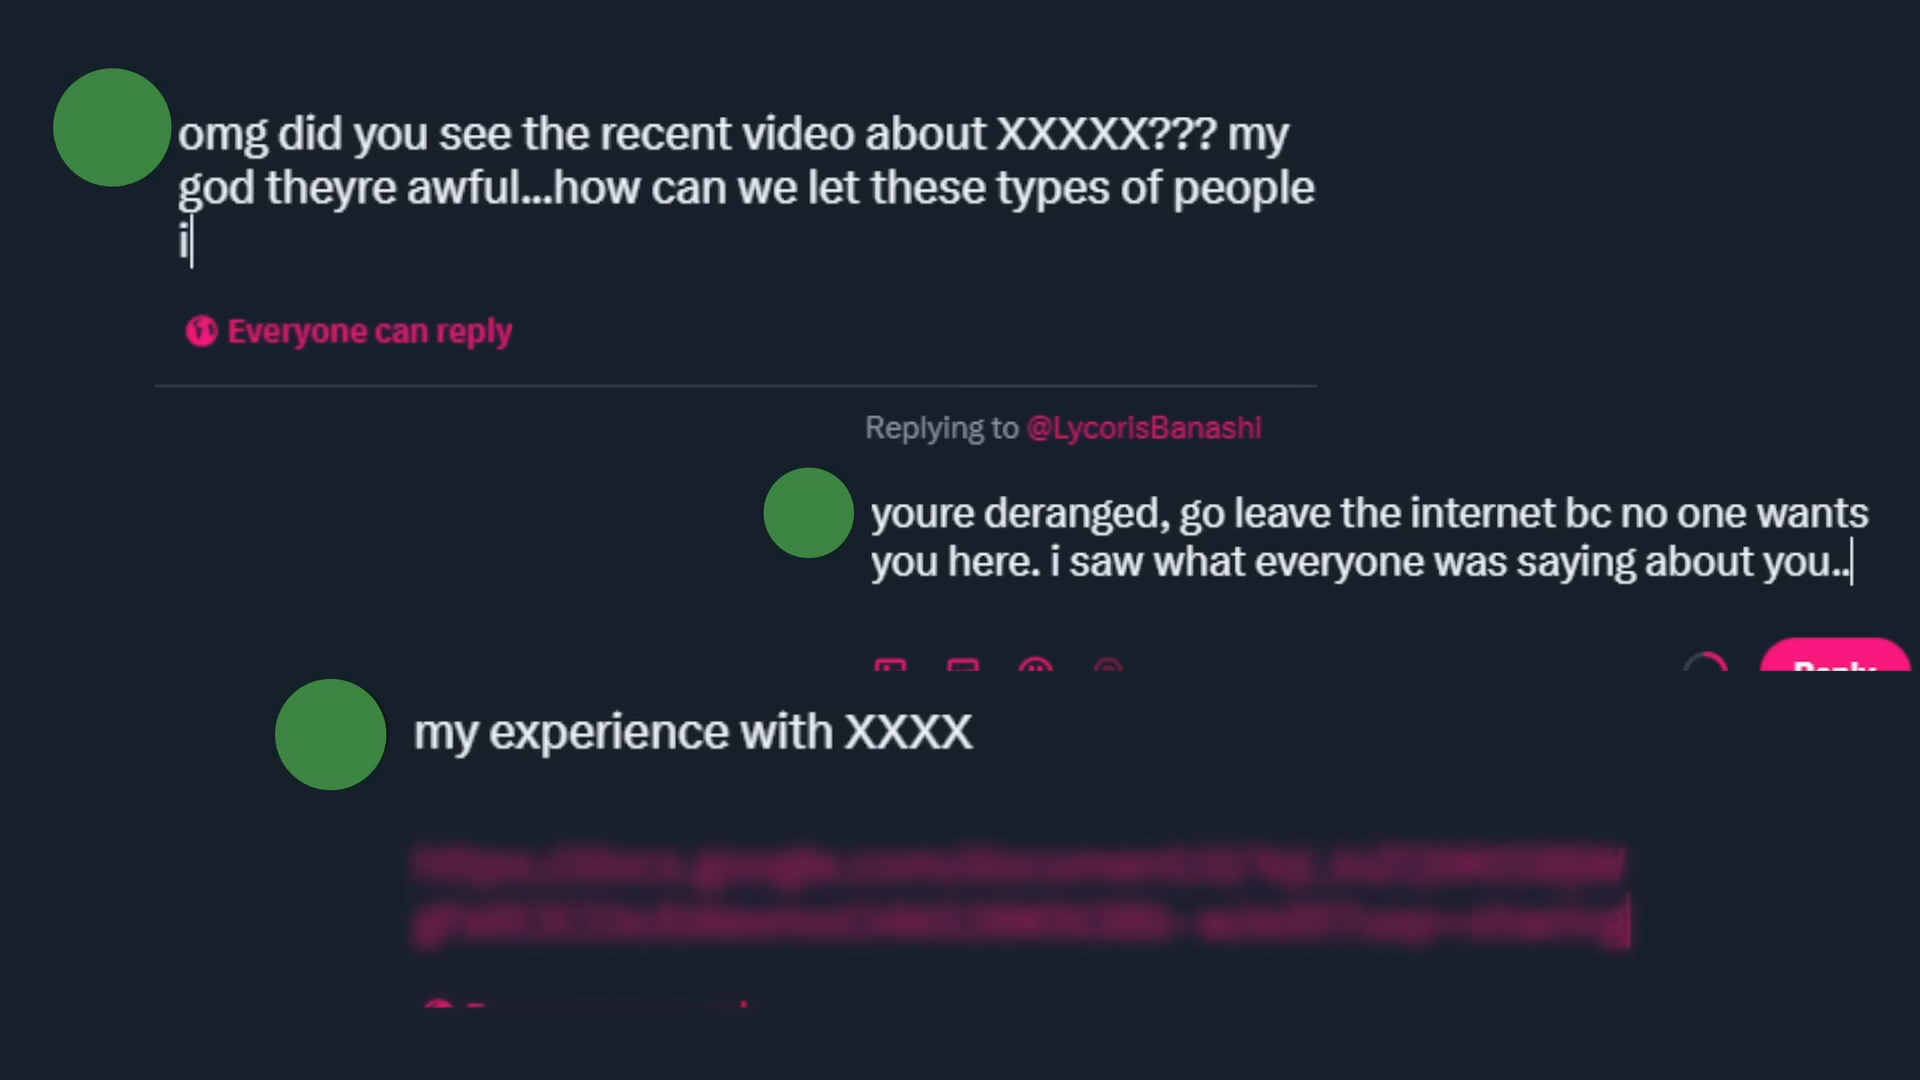 omg did you see the recent video about XXXXX??? my
god theyre awful...how can we let these types of people
i
Everyone can reply
Replying to @LycorisBanashi
youre deranged, go leave the internet bc no one wants
you here. i saw what everyone was saying about you..
Reply
my experience with XXXX